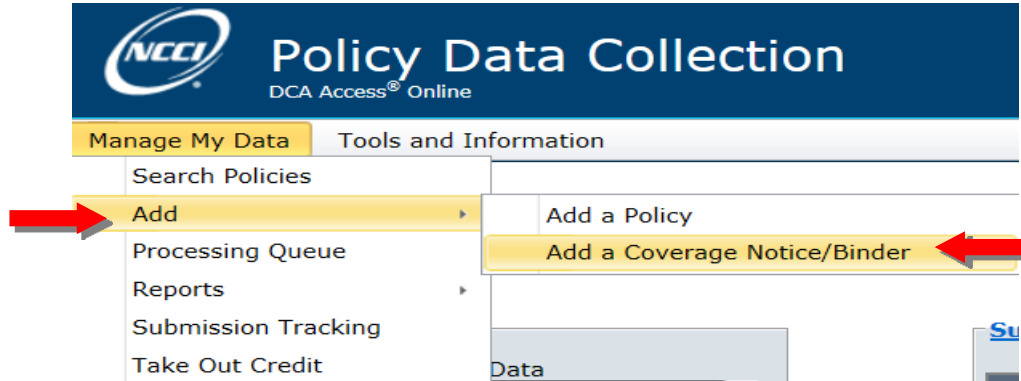 NCCI
Policy Data Collection
DCA Access® Online
Manage My Data Tools and Information
Search Policies
Add
Add a Policy
Processing Queue
Add a Coverage Notice/Binder
Reports
Submission Tracking
Take Out Credit
Data
Su